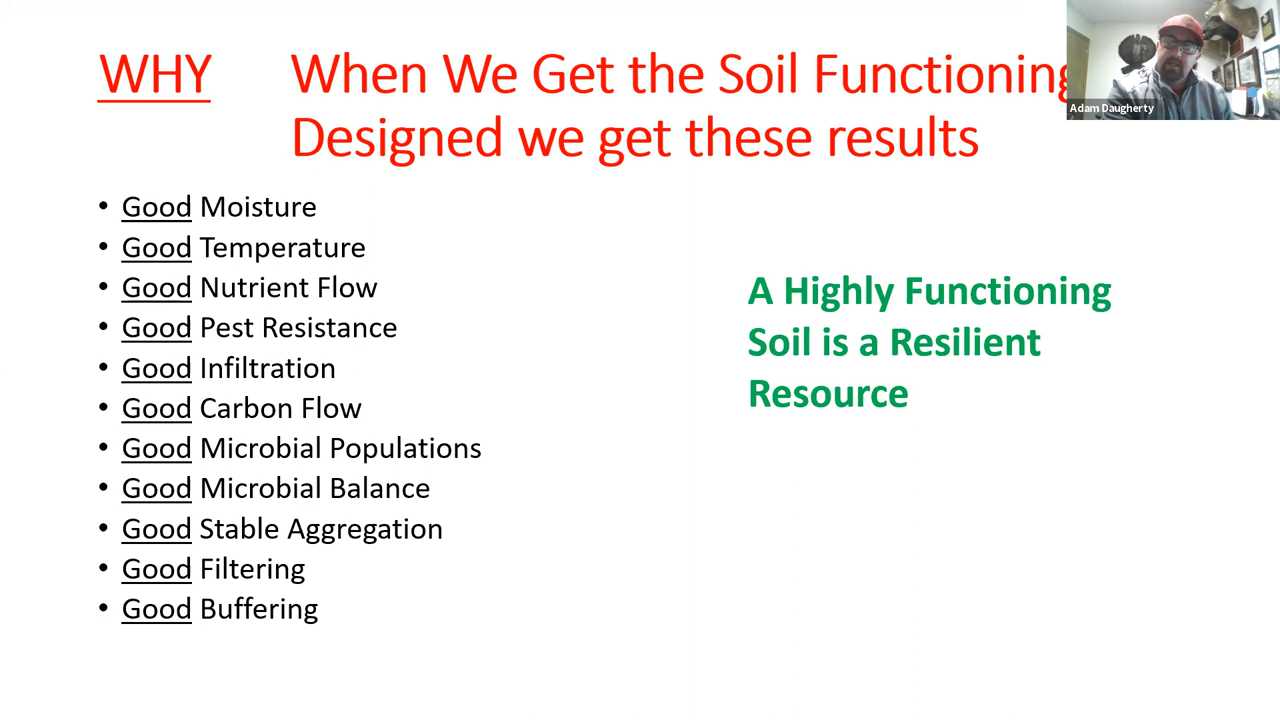 WHY When We Get the Soil Functioning
Designed we get these results
Adam Daugherty
• Good Moisture
• Good Temperature
• Good Nutrient Flow
• Good Pest Resistance
• Good Infiltration
• Good Carbon Flow
• Good Microbial Populations
• Good Microbial Balance
• Good Stable Aggregation
• Good Filtering
• Good Buffering
A Highly Functioning
Soil is a Resilient
Resource